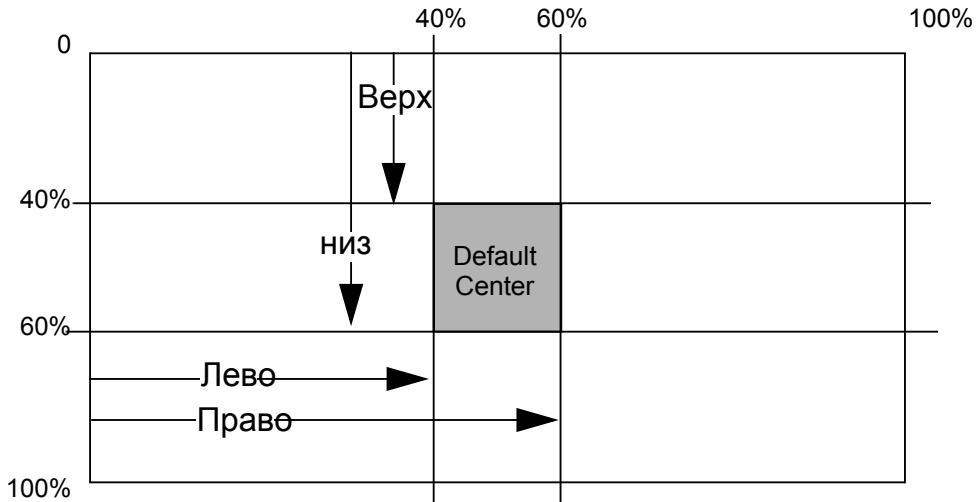 40% 60% 100%
0
Верх
40%
низ
Default
Center
60%
Лево
Право
100%